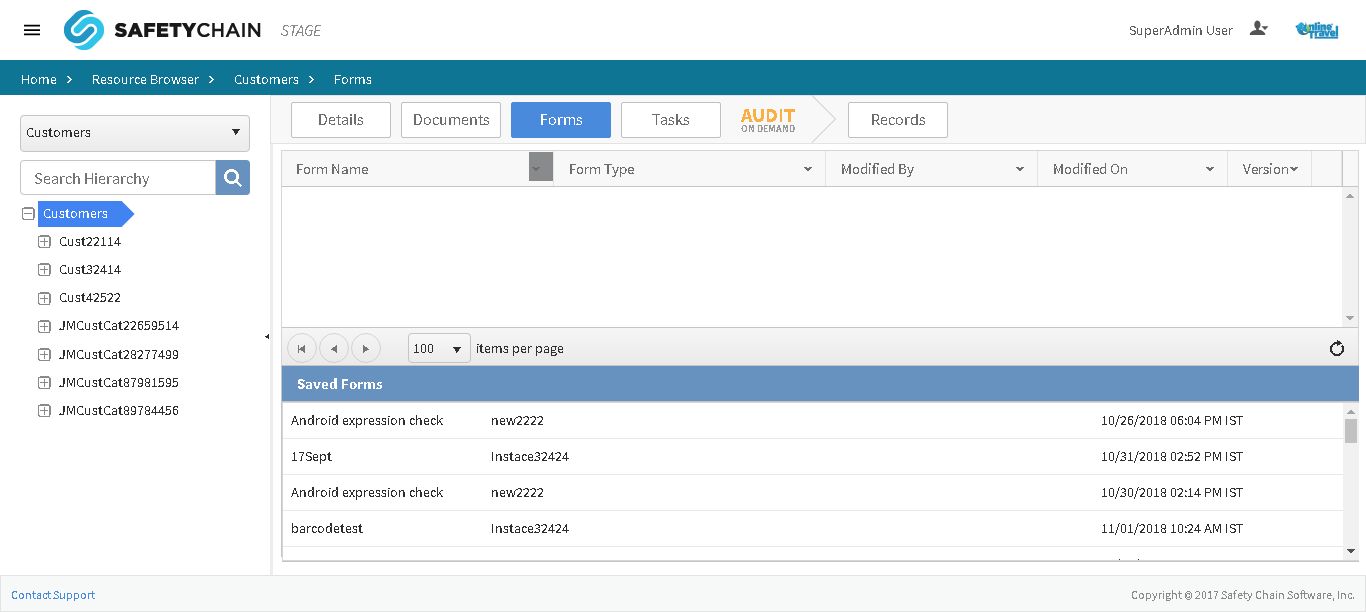 SAFETYCHAIN STAGE SuperAdmin User Online Travel
Home Resource Browser Customers Forms
Customers
Search Hierarchy
Customers
Cust22114
Cust32414
Cust42522
JMCustCat22659514
JMCustCat28277499
JMCustCat87981595
JMCustCat89784456
Details Documents Forms Tasks AUDIT ON DEMAND Records
Form Name Form Type Modified By Modified On Version
100 items per page
Saved Forms
Android expression check new2222 10/26/2018 06:04 PM IST
17Sept Instace32424 10/31/2018 02:52 PM IST
Android expression check new2222 10/30/2018 02:14 PM IST
barcodetest Instace32424 11/01/2018 10:24 AM IST
Contact Support Copyright © 2017 Safety Chain Software, Inc.